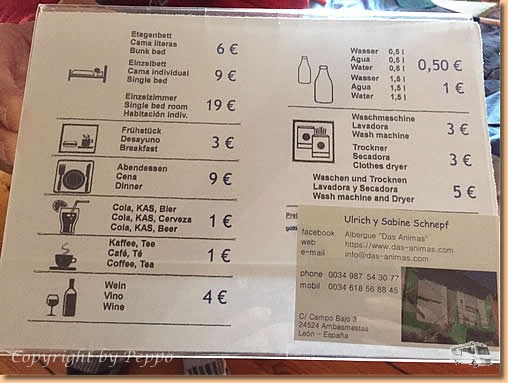 Etagenbett
Cama literas
Bunk bed
6 €
Einzelbett
Cama individual
Single bed
9 €
Einzelzimmer
Single bed room
Habitación indiv.
19 €
Frühstück
Desayuno
Breakfast
3 €
Abendessen
Cena
Dinner
9 €
Cola, KAS, Bier
Cola, KAS, Cerveza
Cola, KAS, Beer
1 €
Kaffee, Tee
Café, Té
Coffee, Tea
1 €
Wein
Vino
Wine
4 €
Wasser 0,5 l
Agua 0,5 l
Water 0,5 l
0,50 €
Wasser 1,5 l
Agua 1,5 l
Water 1,5 l
1 €
Waschmaschine
Lavadora
Wash machine
3 €
Trockner
Secadora
Clothes dryer
3 €
Waschen und Trocknen
Lavadora y Secadora
Wash machine and Dryer
5 €
Ulrich y Sabine Schnepf
facebook Albergue "Das Animas"
web https://www.das-animas.com
e-mail info@das-animas.com
phone 0034 987 54 30 77
mobil 0034 618 56 88 45
C/ Campo Bajo 3
24524 Ambasmestas
León - España
Copyright by Peppo